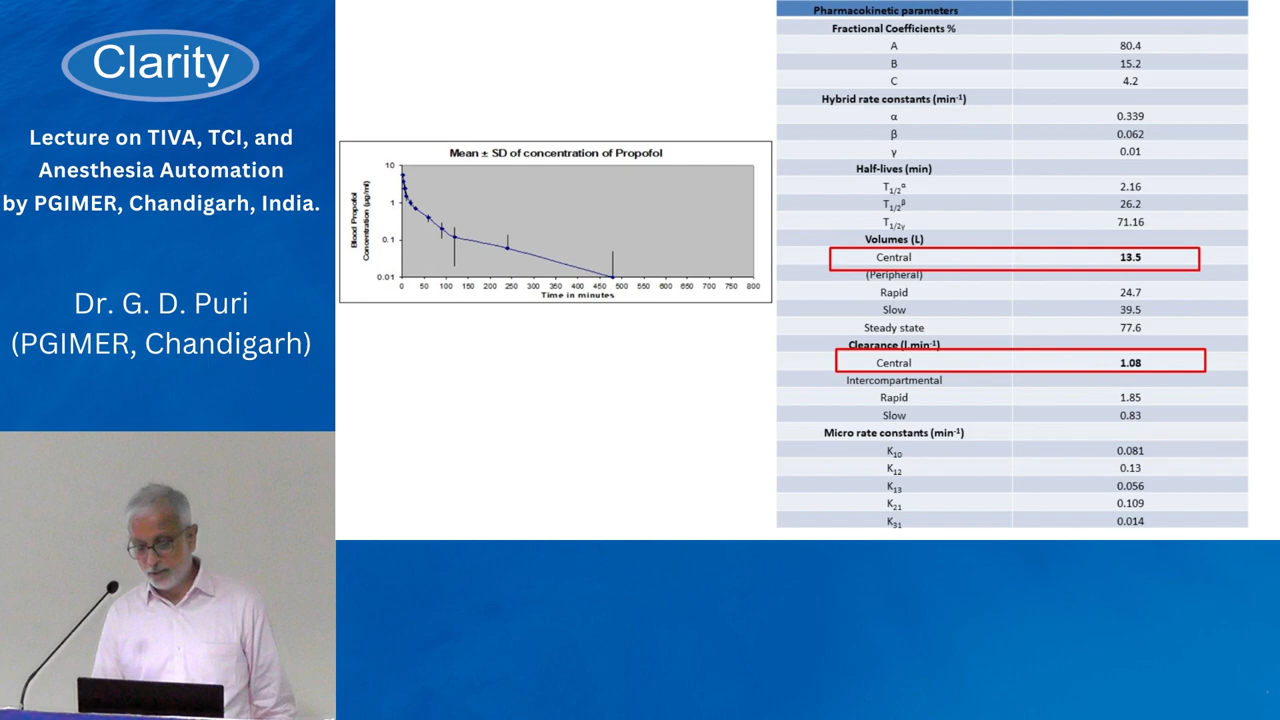 Clarity
Lecture on TIVA, TCI, and
Anesthesia Automation
by PGIMER, Chandigarh, India.
Dr. G. D. Puri
(PGIMER, Chandigarh)
Mean ± SD of concentration of Propofol
Blood Propofol
Concentration (µg/ml)
10
1
0.1
0.01
0 50 100 150 200 250 300 350 400 450 500 550 600 650 700 750 800
Time in minutes
Pharmacokinetic parameters
Fractional Coefficients %
A 80.4
B 15.2
C 4.2
Hybrid rate constants (min-1)
α 0.339
β 0.062
γ 0.01
Half-lives (min)
T1/2α 2.16
T1/2β 26.2
T1/2γ 71.16
Volumes (L)
Central 13.5
(Peripheral)
Rapid 24.7
Slow 39.5
Steady state 77.6
Clearance (l.min-1)
Central 1.08
Intercompartmental
Rapid 1.85
Slow 0.83
Micro rate constants (min-1)
K10 0.081
K12 0.13
K13 0.056
K21 0.109
K31 0.014